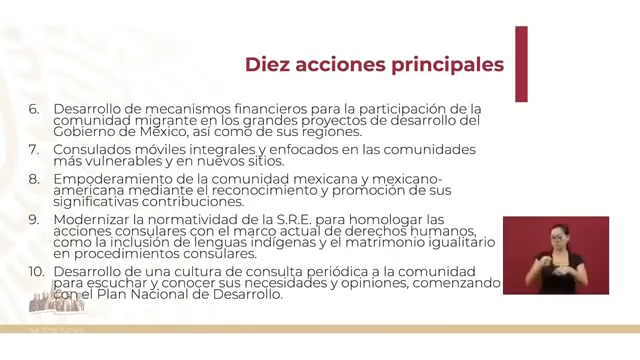 Diez acciones principales
6. Desarrollo de mecanismos financieros para la participación de la
comunidad migrante en los grandes proyectos de desarrollo del
Gobierno de México, así como de sus regiones.
7. Consulados móviles integrales y enfocados en las comunidades
más vulnerables y en nuevos sitios.
8. Empoderamiento de la comunidad mexicana y mexicano-
americana mediante el reconocimiento y promoción de sus
significativas contribuciones.
9. Modernizar la normatividad de la S.R.E. para homologar las
acciones consulares con el marco actual de derechos humanos,
como la inclusión de lenguas indígenas y el matrimonio igualitario
en procedimientos consulares.
10. Desarrollo de una cultura de consulta periódica a la comunidad
para escuchar y conocer sus necesidades y opiniones, comenzando
con el Plan Nacional de Desarrollo.
MÉXICO